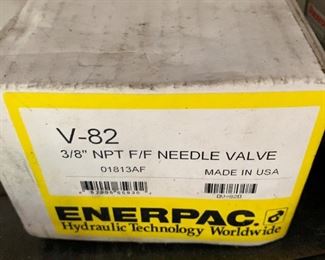 V-82
3/8" NPT F/F NEEDLE VALVE
01813AF MADE IN USA
ENERPAC.
Hydraulic Technology Worldwide